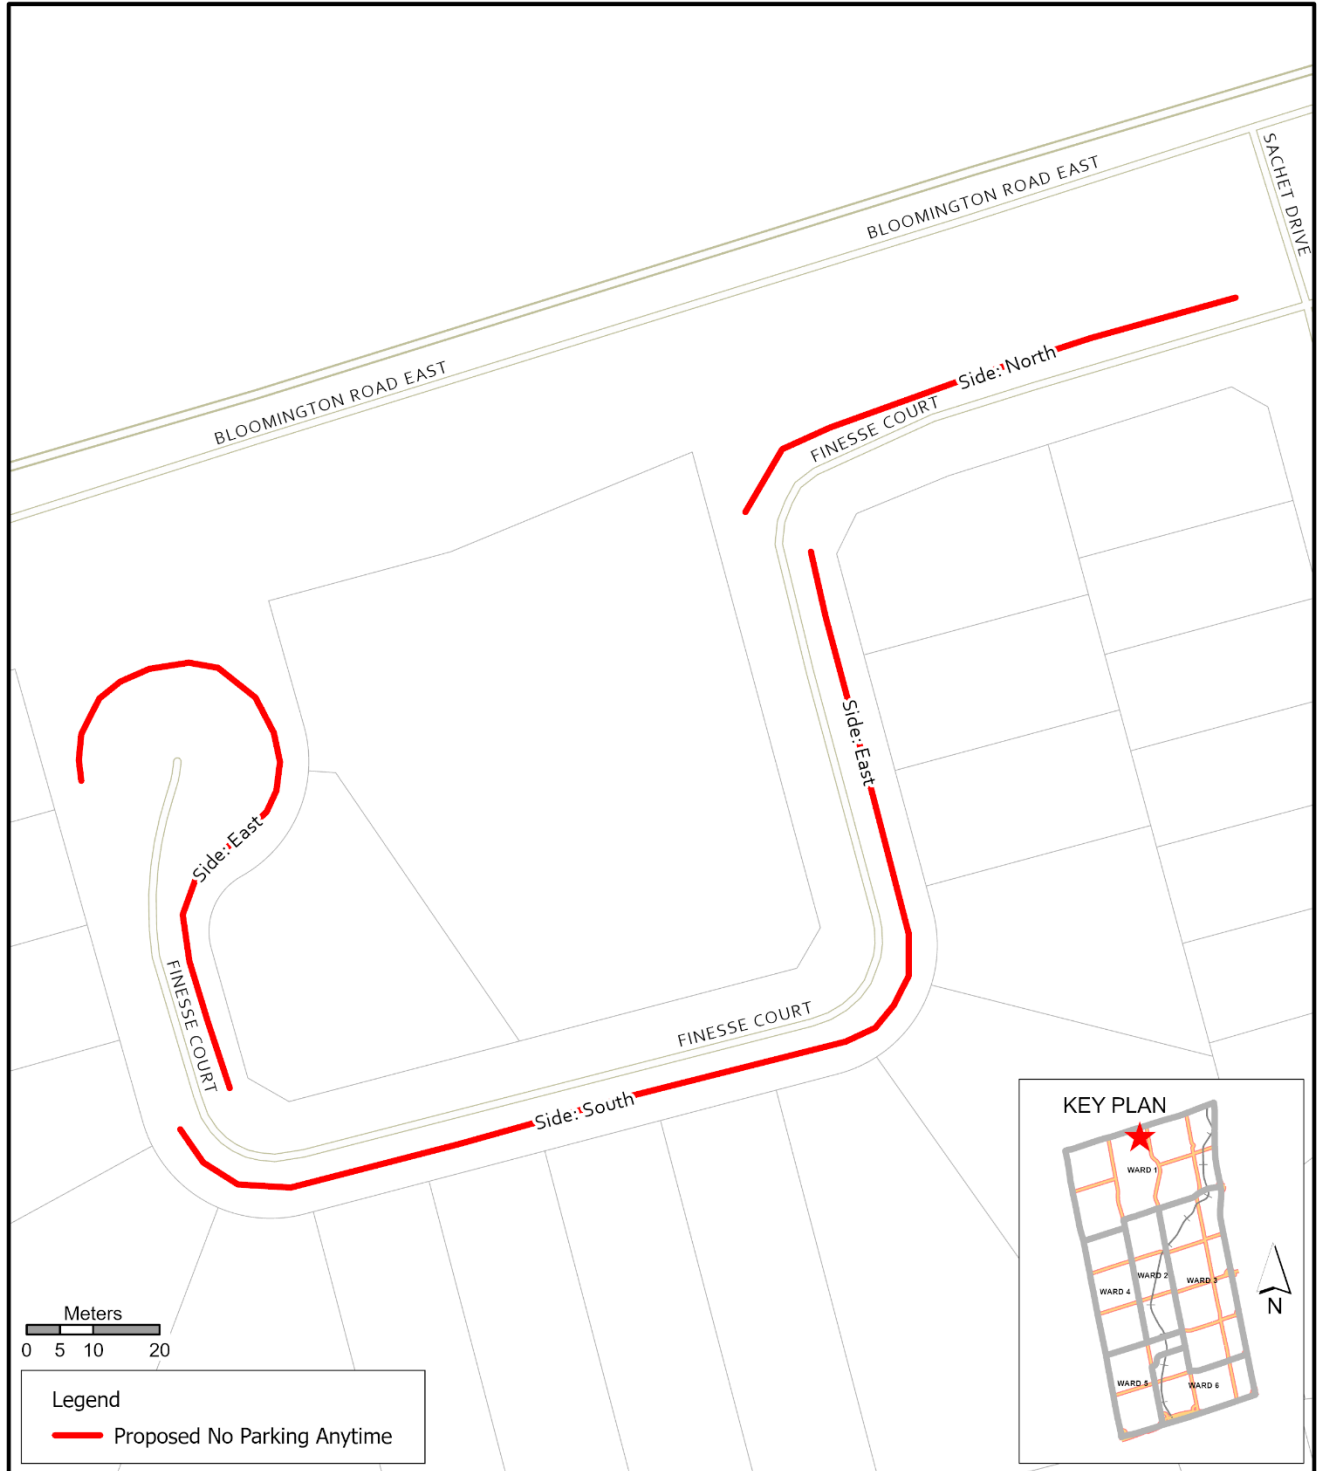 BLOOMINGTON ROAD EAST
SACHET DRIVE
BLOOMINGTON ROAD EAST
Side: North
FINESSE COURT
Side: East
Side: East
FINESSE COURT
FINESSE COURT
Side: South
KEY PLAN
WARD 1
WARD 2
WARD 3
WARD 4
WARD 5
WARD 6
N
Meters
0 5 10 20
Legend
Proposed No Parking Anytime